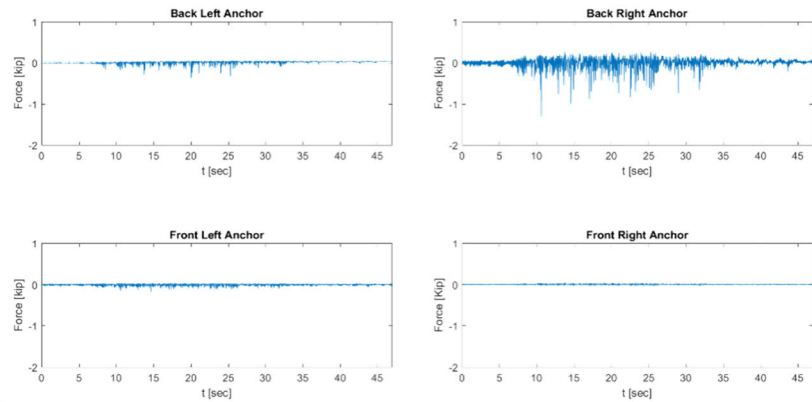 Back Left Anchor
1
0
-1
-2
Force [kip]
0 5 10 15 20 25 30 35 40 45
t [sec]
Back Right Anchor
1
0
-1
-2
Force [kip]
0 5 10 15 20 25 30 35 40 45
t [sec]
Front Left Anchor
1
0
-1
-2
Force [kip]
0 5 10 15 20 25 30 35 40 45
t [sec]
Front Right Anchor
1
0
-1
-2
Force [Kip]
0 5 10 15 20 25 30 35 40 45
t [sec]